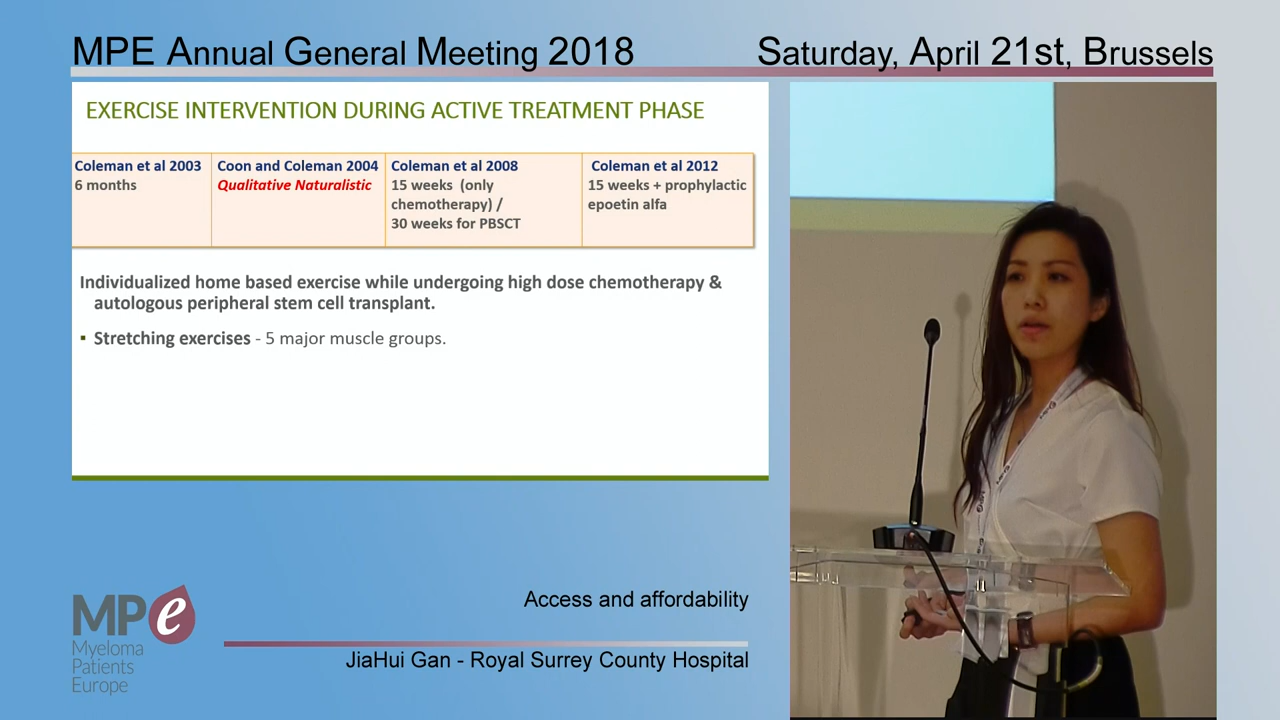 MPE Annual General Meeting 2018
Saturday, April 21st, Brussels
EXERCISE INTERVENTION DURING ACTIVE TREATMENT PHASE
Coleman et al 2003
6 months
Coon and Coleman 2004
Qualitative Naturalistic
Coleman et al 2008
15 weeks (only
chemotherapy) /
30 weeks for PBSCT
Coleman et al 2012
15 weeks + prophylactic
epoetin alfa
Individualized home based exercise while undergoing high dose chemotherapy &
autologous peripheral stem cell transplant.
▪ Stretching exercises - 5 major muscle groups.
Access and affordability
JiaHui Gan - Royal Surrey County Hospital
MPe
Myeloma
Patients
Europe